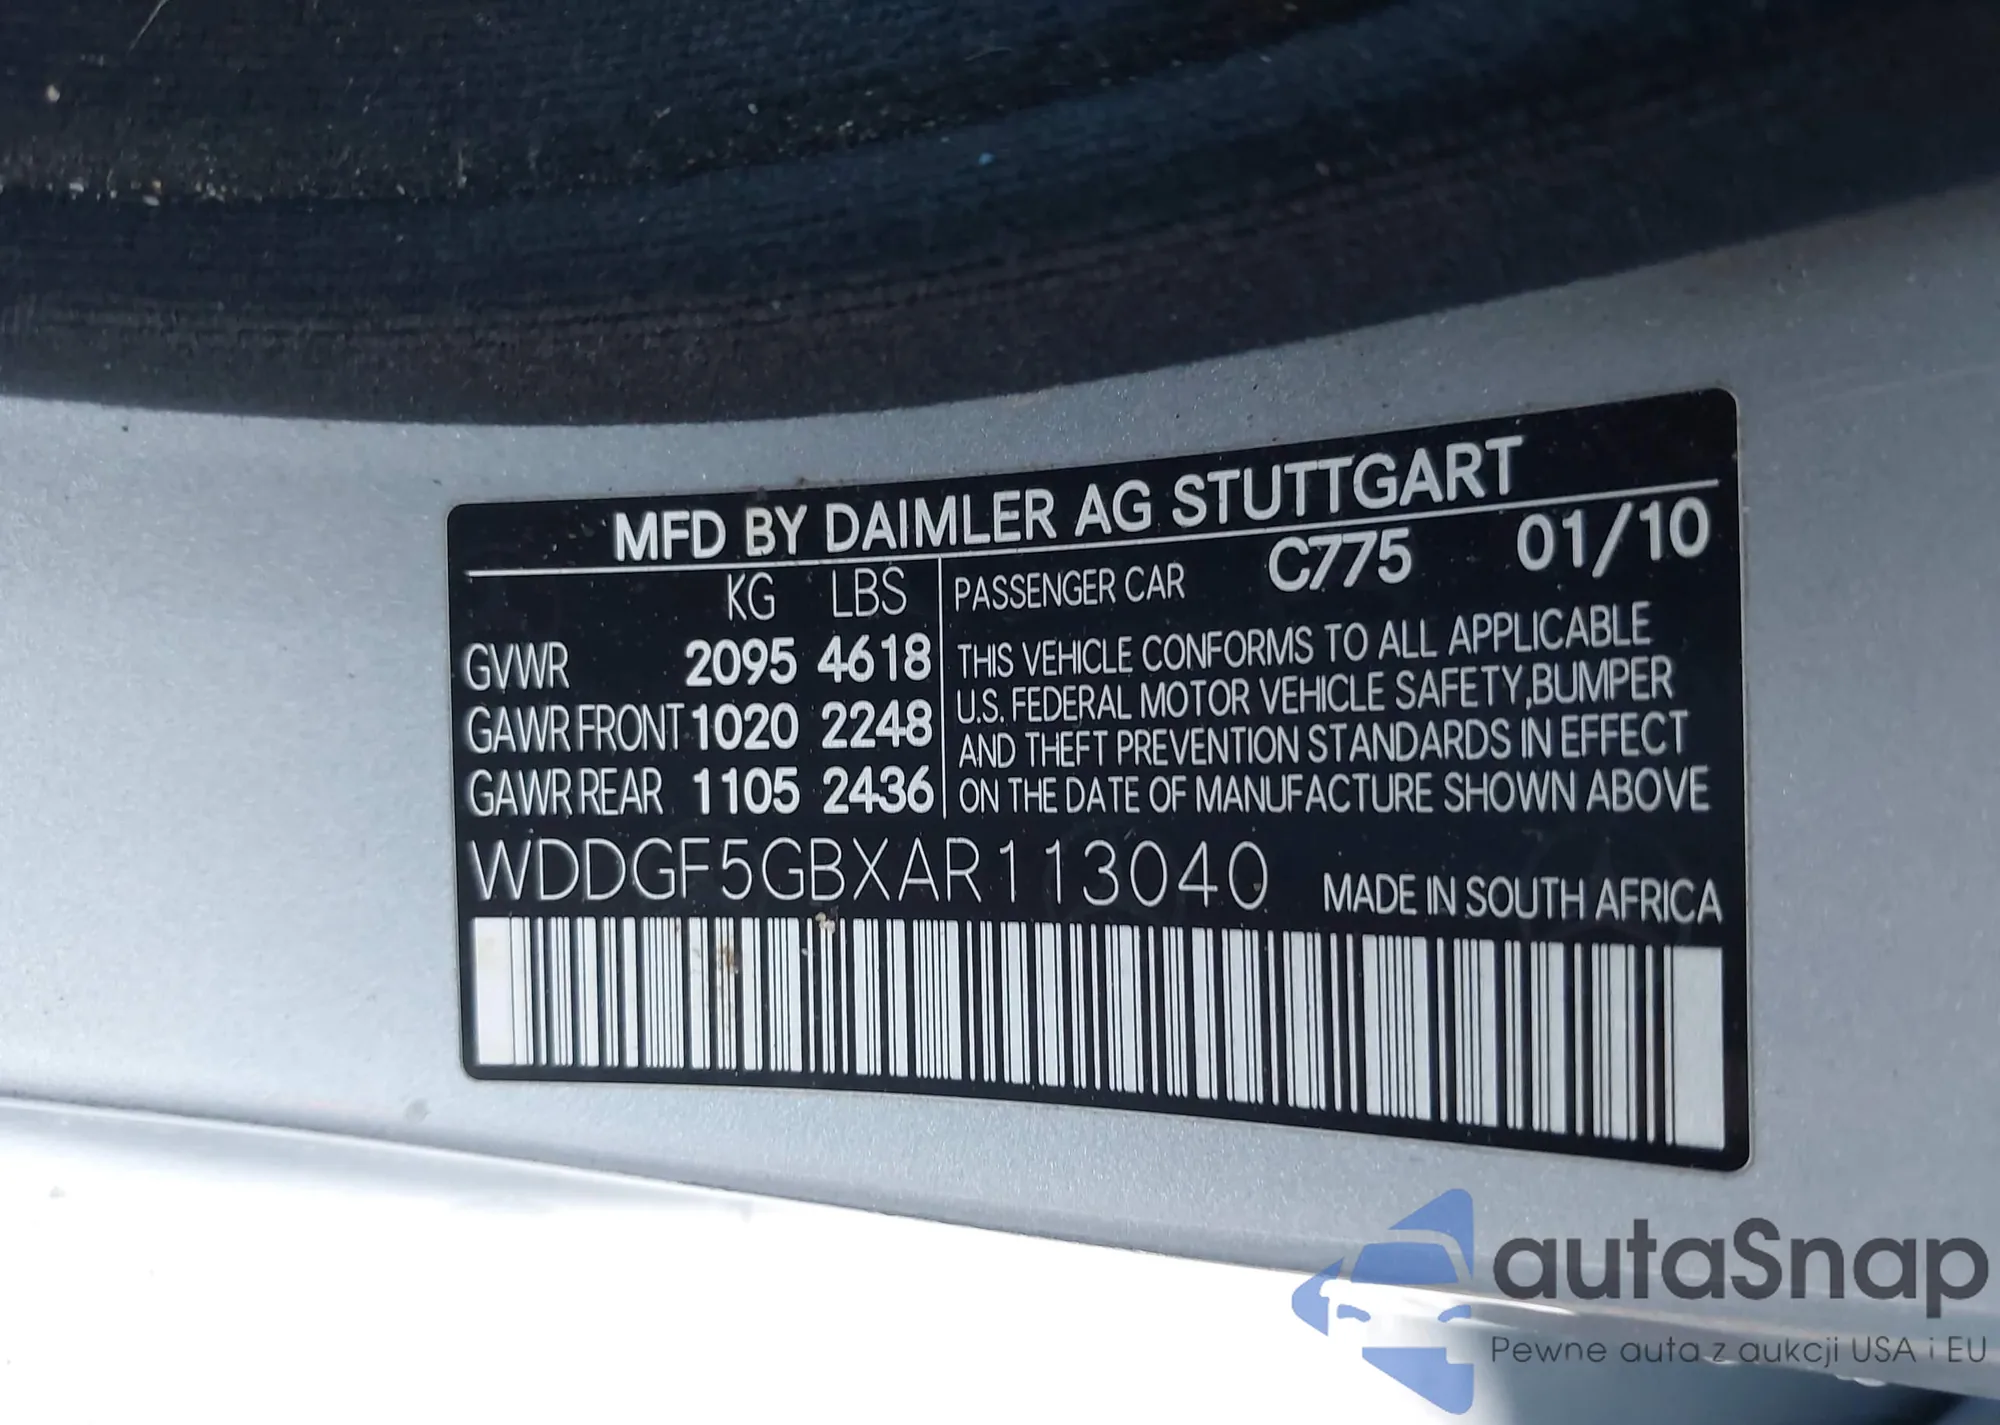 MFD BY DAIMLER AG STUTTGART
KG LBS
GVWR 2095 4618
GAWR FRONT 1020 2248
GAWR REAR 1105 2436
PASSENGER CAR C775 01/10
THIS VEHICLE CONFORMS TO ALL APPLICABLE
U.S. FEDERAL MOTOR VEHICLE SAFETY,BUMPER
AND THEFT PREVENTION STANDARDS IN EFFECT
ON THE DATE OF MANUFACTURE SHOWN ABOVE
WDDGF5GBXAR113040 MADE IN SOUTH AFRICA
autaSnap
Pewne auta z aukcji USA i EU